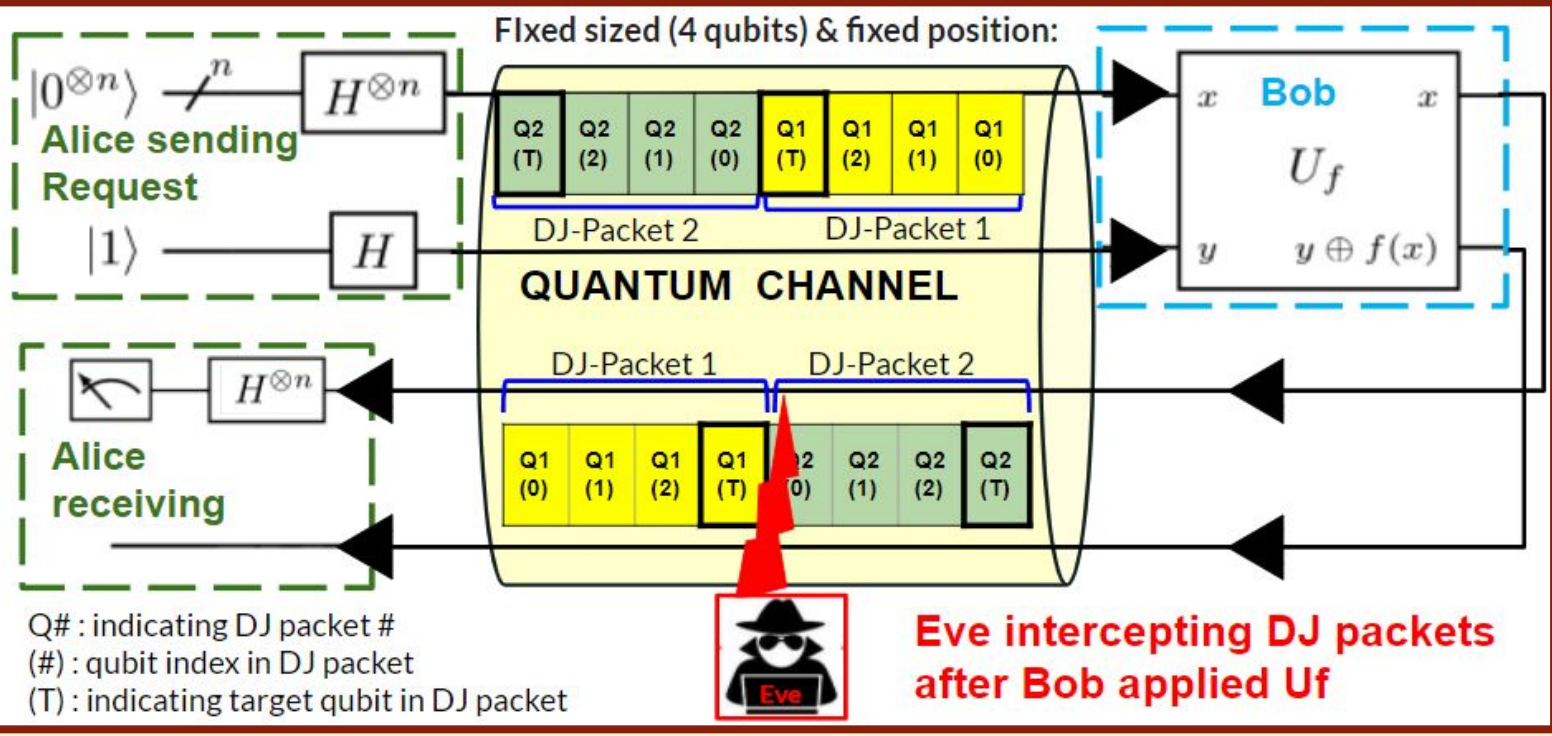 FIxed sized (4 qubits) & fixed position:
|0⊗n⟩
n
H⊗n
Alice sending
Request
|1⟩
H
Q2 (T)
Q2 (2)
Q2 (1)
Q2 (0)
Q1 (T)
Q1 (2)
Q1 (1)
Q1 (0)
DJ-Packet 2
DJ-Packet 1
QUANTUM CHANNEL
x
Bob
x
Uf
y
y ⊕ f(x)
DJ-Packet 1
DJ-Packet 2
H⊗n
Alice
receiving
Q1 (0)
Q1 (1)
Q1 (2)
Q1 (T)
Q2 (1)
Q2 (2)
Q2 (T)
Q# : indicating DJ packet #
(#) : qubit index in DJ packet
(T) : indicating target qubit in DJ packet
Eve
Eve intercepting DJ packets
after Bob applied Uf